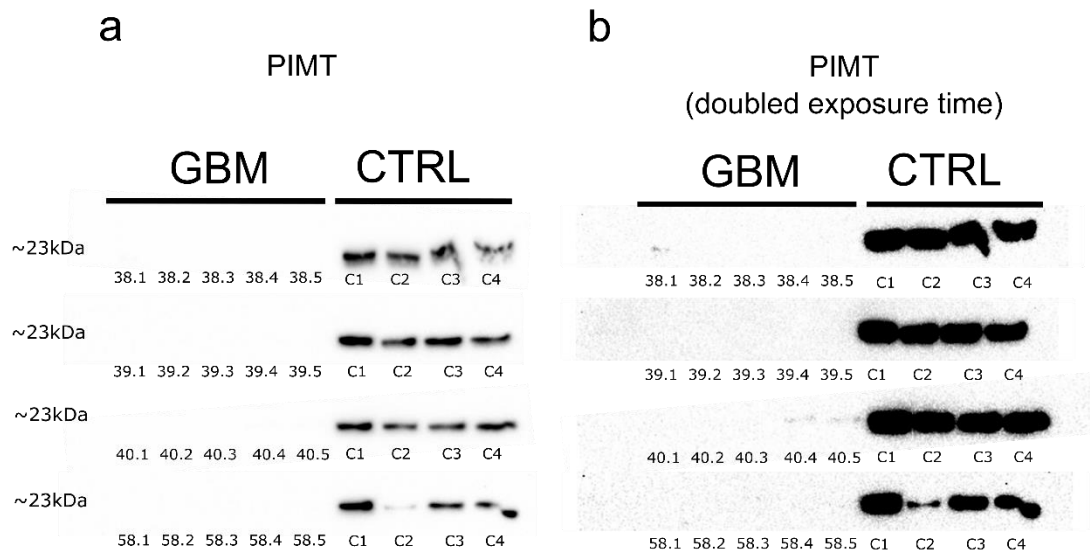 a
PIMT
GBM CTRL
~23kDa
38.1 38.2 38.3 38.4 38.5 C1 C2 C3 C4
~23kDa
39.1 39.2 39.3 39.4 39.5 C1 C2 C3 C4
~23kDa
40.1 40.2 40.3 40.4 40.5 C1 C2 C3 C4
~23kDa
58.1 58.2 58.3 58.4 58.5 C1 C2 C3 C4
b
PIMT
(doubled exposure time)
GBM CTRL
38.1 38.2 38.3 38.4 38.5 C1 C2 C3 C4
39.1 39.2 39.3 39.4 39.5 C1 C2 C3 C4
40.1 40.2 40.3 40.4 40.5 C1 C2 C3 C4
58.1 58.2 58.3 58.4 58.5 C1 C2 C3 C4